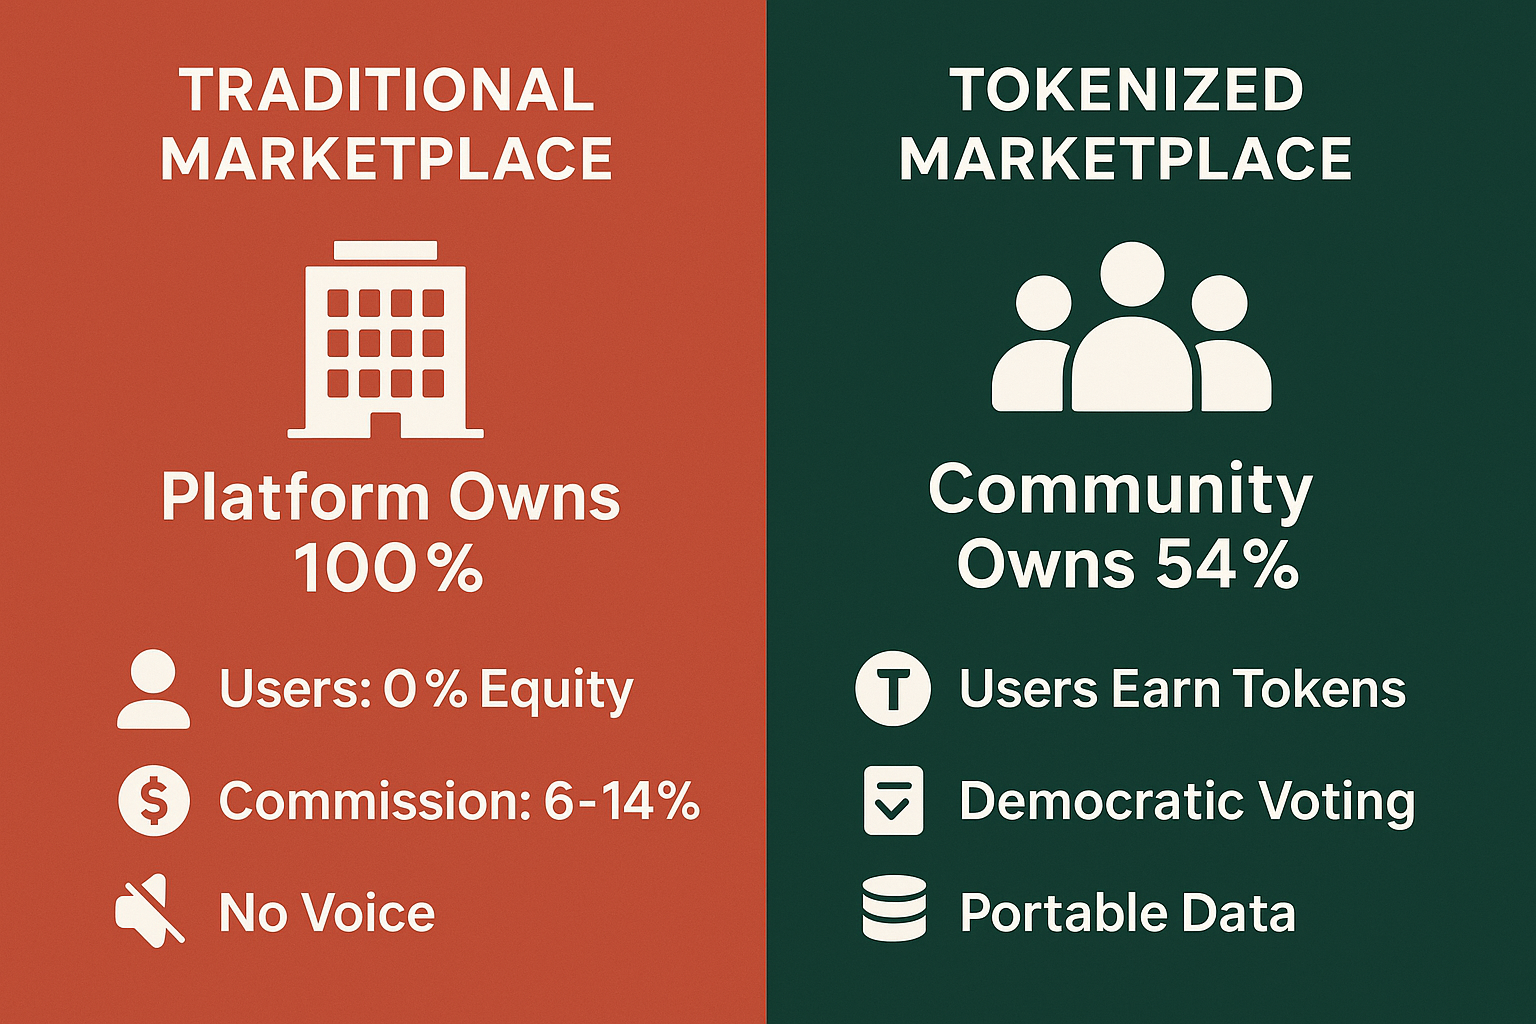 TRADITIONAL
MARKETPLACE
Platform Owns
100%
Users: 0% Equity
$
Commission: 6-14%
No Voice
TOKENIZED
MARKETPLACE
Community
Owns 54%
T
Users Earn Tokens
Democratic Voting
Portable Data